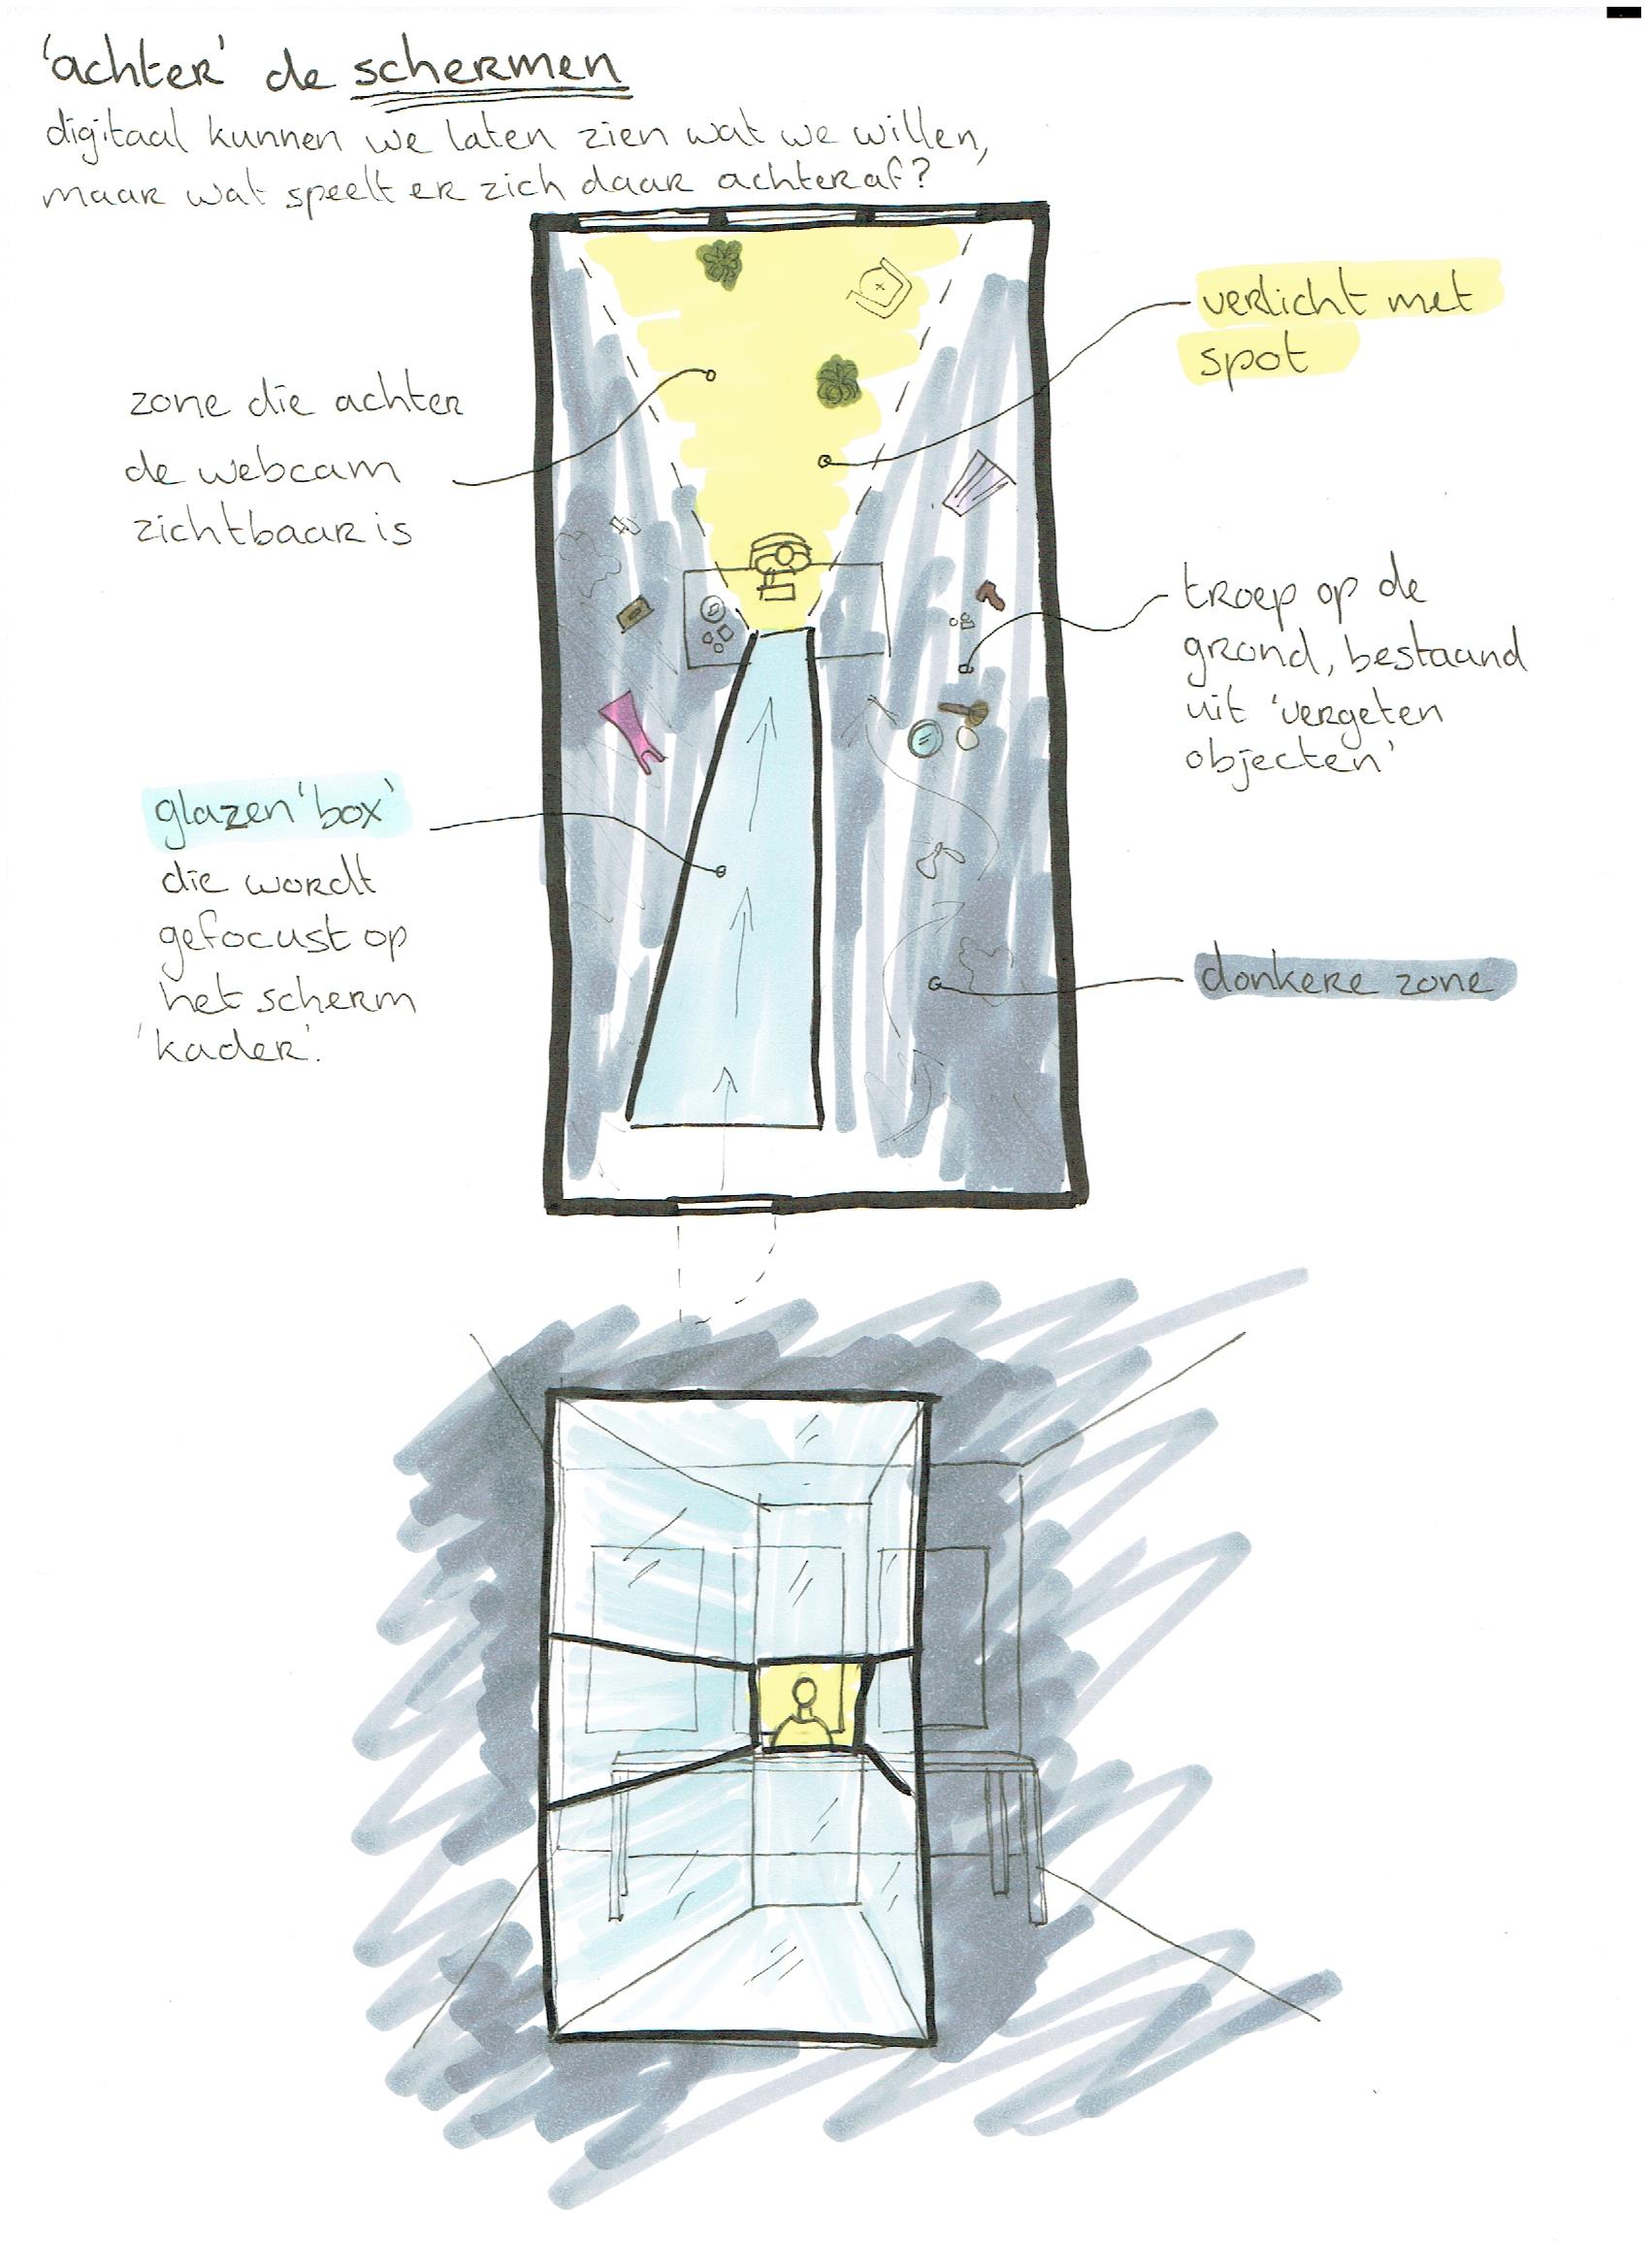 'achter' de schermen
digitaal kunnen we laten zien wat we willen,
maar wat speelt er zich daar achteraf?
verlicht met
spot
zone die achter
de webcam
zichtbaar is
troep op de
grond, bestaand
uit 'vergeten
objecten'
glazen 'box'
die wordt
gefocust op
het scherm
'kader'.
donkere zone